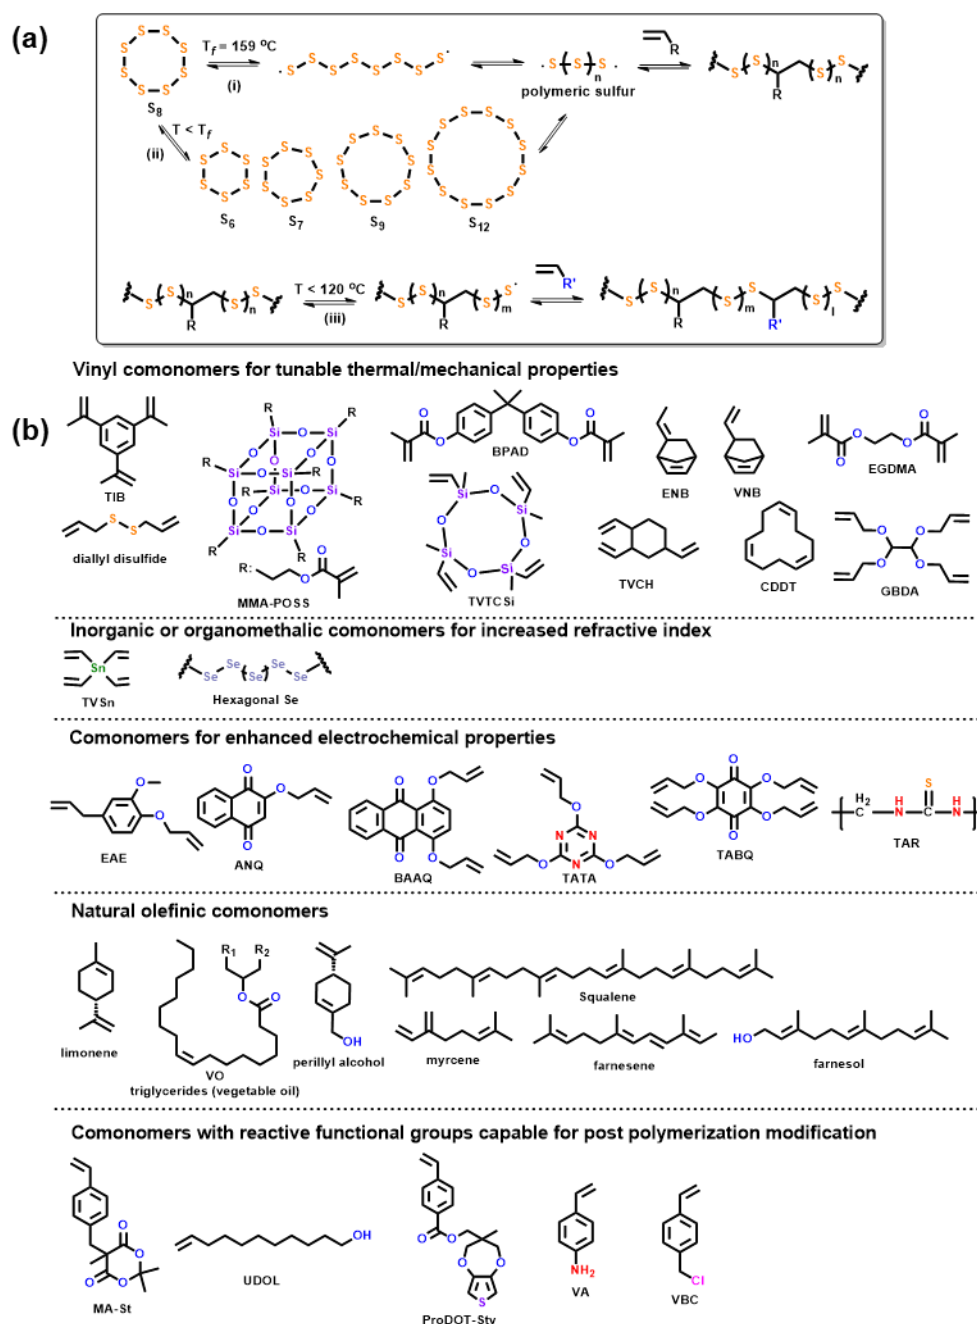 (a)
T_f = 159 °C
(i)
polymeric sulfur
S8
T < T_f
(ii)
S6
S7
S9
S12
T < 120 °C
(iii)
R
R'
Vinyl comonomers for tunable thermal/mechanical properties
(b)
TIB
BPAD
ENB
VNB
EGDMA
diallyl disulfide
R:
MMA-POSS
TVTCSi
TVCH
CDDT
GBDA
Inorganic or organomethalic comonomers for increased refractive index
TVSn
Hexagonal Se
Comonomers for enhanced electrochemical properties
EAE
ANQ
BAAQ
TATA
TABQ
TAR
Natural olefinic comonomers
R1 R2
limonene
VO
triglycerides (vegetable oil)
perillyl alcohol
Squalene
myrcene
farnesene
farnesol
Comonomers with reactive functional groups capable for post polymerization modification
MA-St
UDOL
ProDOT-Sty
VA
VBC